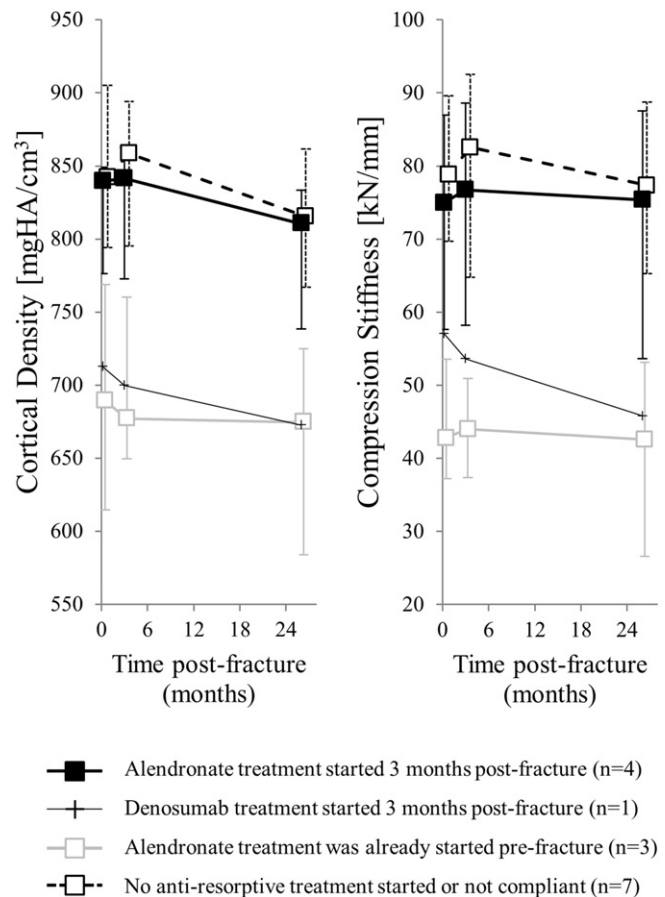 Cortical Density [mgHA/cm³]
950
900
850
800
750
700
650
600
550
0 6 12 18 24
Time post-fracture
(months)
Compression Stiffness [kN/mm]
100
90
80
70
60
50
40
30
20
0 6 12 18 24
Time post-fracture
(months)
Alendronate treatment started 3 months post-fracture (n=4)
Denosumab treatment started 3 months post-fracture (n=1)
Alendronate treatment was already started pre-fracture (n=3)
No anti-resorptive treatment started or not compliant (n=7)